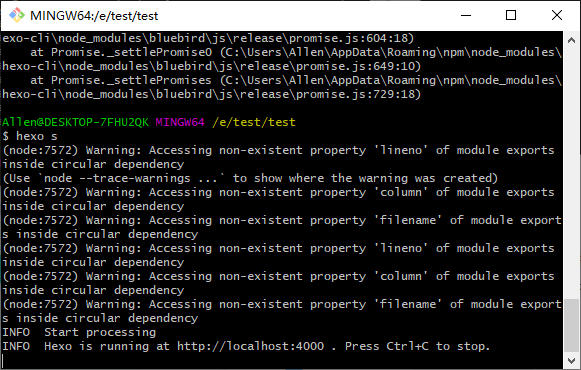 MINGW64:/e/test/test
exo-cli\node_modules\bluebird\js\release\promise.js:604:18)
    at Promise._settlePromise0 (C:\Users\Allen\AppData\Roaming\npm\node_modules\
hexo-cli\node_modules\bluebird\js\release\promise.js:649:10)
    at Promise._settlePromises (C:\Users\Allen\AppData\Roaming\npm\node_modules\
hexo-cli\node_modules\bluebird\js\release\promise.js:729:18)
Allen@DESKTOP-7FHU2QK MINGW64 /e/test/test
$ hexo s
(node:7572) Warning: Accessing non-existent property 'lineno' of module exports
inside circular dependency
(Use `node --trace-warnings ...` to show where the warning was created)
(node:7572) Warning: Accessing non-existent property 'column' of module exports
inside circular dependency
(node:7572) Warning: Accessing non-existent property 'filename' of module export
s inside circular dependency
(node:7572) Warning: Accessing non-existent property 'lineno' of module exports
inside circular dependency
(node:7572) Warning: Accessing non-existent property 'column' of module exports
inside circular dependency
(node:7572) Warning: Accessing non-existent property 'filename' of module export
s inside circular dependency
INFO  Start processing
INFO  Hexo is running at http://localhost:4000 . Press Ctrl+C to stop.